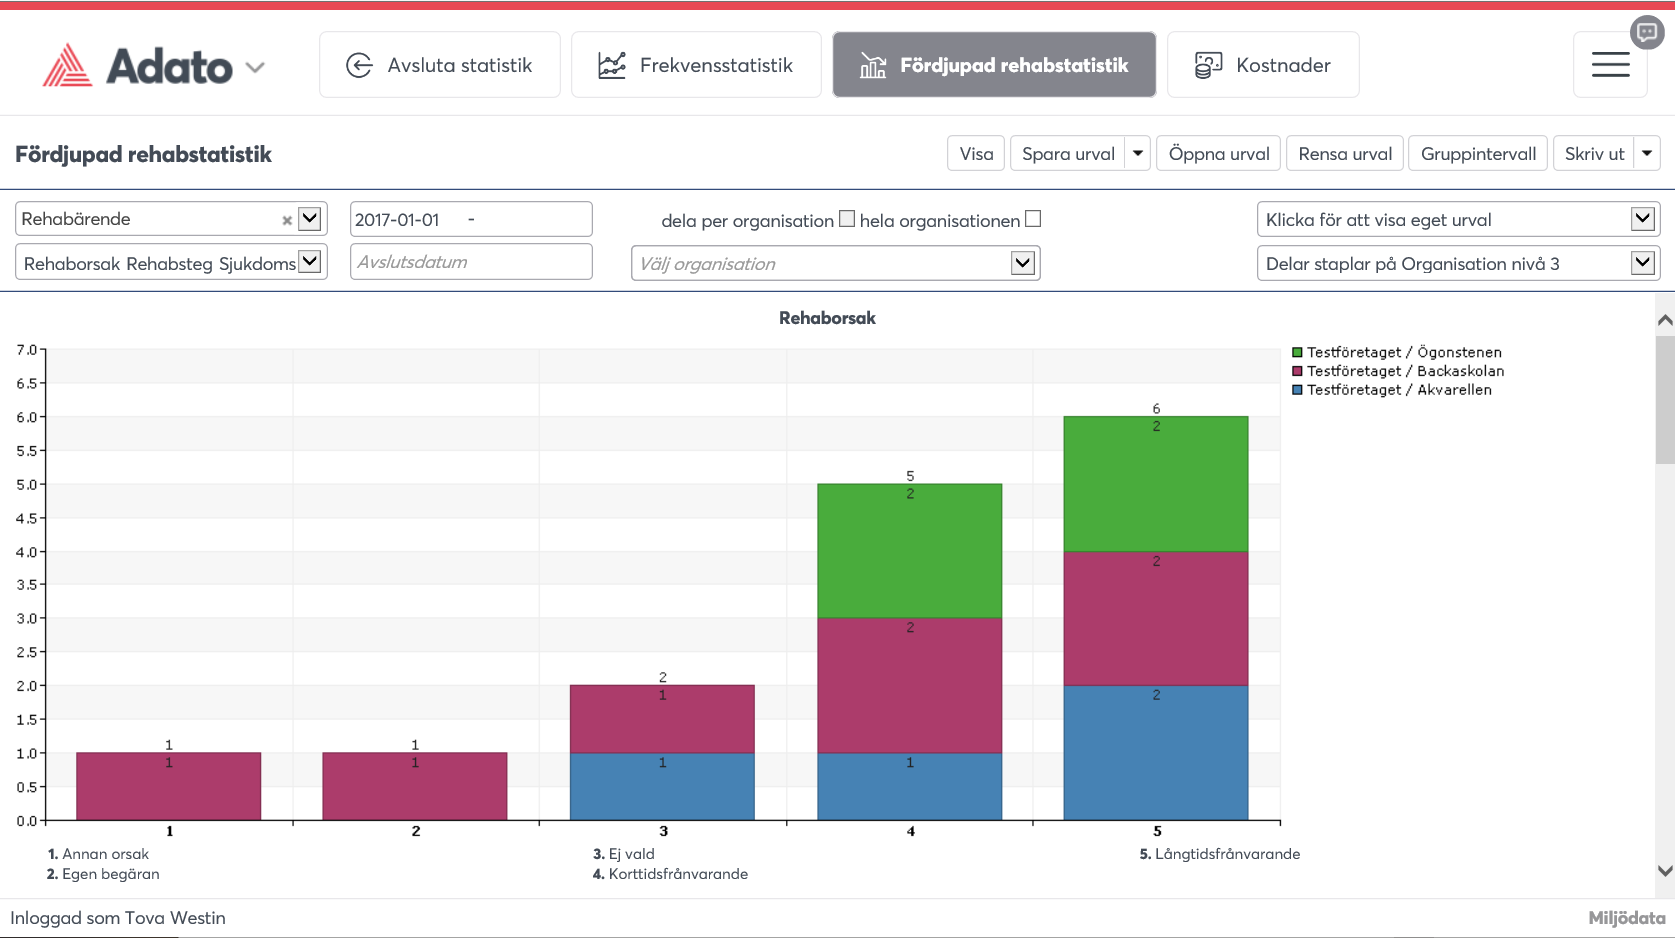 Adato
Avsluta statistik
Frekvensstatistik
Fördjupad rehabstatistik
Kostnader
Fördjupad rehabstatistik
Visa
Spara urval
Öppna urval
Rensa urval
Gruppintervall
Skriv ut
Rehabärende
2017-01-01 -
dela per organisation hela organisationen
Klicka för att visa eget urval
Rehaborsak Rehabsteg Sjukdoms
Avslutsdatum
Välj organisation
Delar staplar på Organisation nivå 3
Rehaborsak
7.0
6.5
6.0
5.5
5.0
4.5
4.0
3.5
3.0
2.5
2.0
1.5
1.0
0.5
0.0
1
1
1
1
2
1
1
5
2
2
1
6
2
2
2
1 2 3 4 5
Testföretaget / Ögonstenen
Testföretaget / Backaskolan
Testföretaget / Akvarellen
1. Annan orsak
2. Egen begäran
3. Ej vald
4. Korttidsfrånvarande
5. Långtidsfrånvarande
Inloggad som Tova Westin
Miljödata